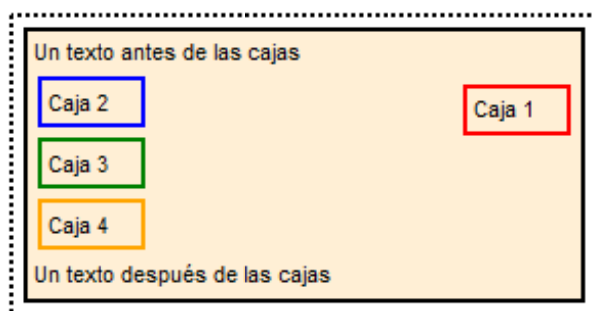 Un texto antes de las cajas
Caja 2
Caja 1
Caja 3
Caja 4
Un texto después de las cajas